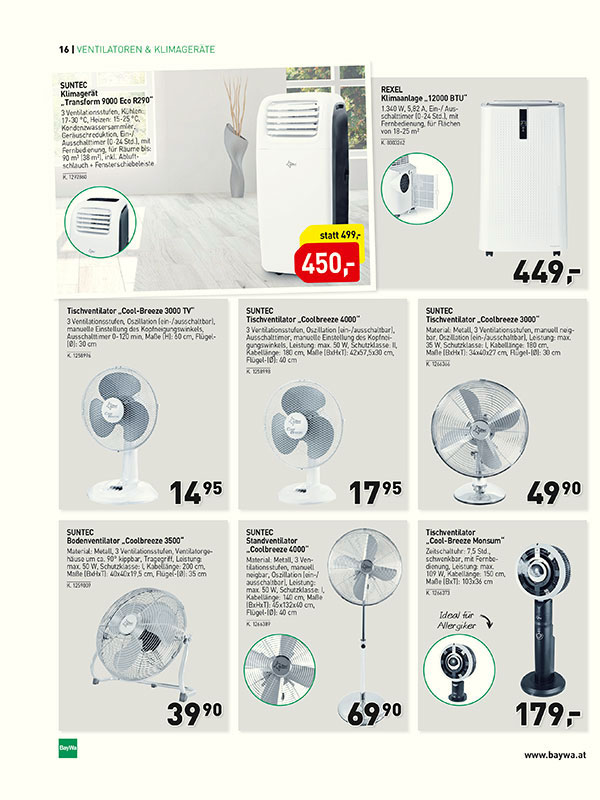 16 | VENTILATOREN & KLIMAGERÄTE
SUNTEC
Klimagerät
„Transform 9000 Eco R290"
3 Ventilationsstufen, Kühlen:
17-30 °C, Heizen: 15-25 °C,
Kondenzwassersammler,
Geräuschreduktion, Ein-/
Ausschalttimer (0-24 Std.), mit
Fernbedienung, für Räume bis:
90 m³ (38 m²), inkl. Abluft-
schlauch + Fensterschiebeleiste
K. 1292860
statt 499,-
450,-
REXEL
Klimaanlage „12000 BTU"
1.340 W, 5,82 A, Ein-/ Aus-
schalttimer (0-24 Std.), mit
Fernbedienung, für Flächen
von 18-25 m²
K. 8003262
449,-
Tischventilator „Cool-Breeze 3000 TV"
3 Ventilationsstufen, Oszillation (ein-/ausschaltbar),
manuelle Einstellung des Kopfneigungswinkels,
Ausschalttimer 0-120 min, Maße (H): 60 cm, Flügel-
(Ø): 30 cm
K. 1258996
14 95
SUNTEC
Tischventilator „Coolbreeze 4000"
3 Ventilationsstufen, Oszillation (ein-/ausschaltbar),
Ausschalttimer, manuelle Einstellung des Kopfnei-
gungswinkels, Leistung: max. 50 W, Schutzklasse: II,
Kabellänge: 180 cm, Maße (BxHxT): 42x57,5x30 cm,
Flügel-(Ø): 40 cm
K. 1258998
17 95
SUNTEC
Tischventilator „Coolbreeze 3000"
Material: Metall, 3 Ventilationsstufen, manuell neig-
bar, Oszillation (ein-/ausschaltbar), Leistung: max.
35 W, Schutzklasse: I, Kabellänge: 180 cm,
Maße (BxHxT): 34x40x27 cm, Flügel-(Ø): 30 cm
K. 1266366
49 90
SUNTEC
Bodenventilator „Coolbreeze 3500"
Material: Metall, 3 Ventilationsstufen, Ventilatorge-
häuse um ca. 90° kippbar, Tragegriff, Leistung:
max. 50 W, Schutzklasse: I, Kabellänge: 200 cm,
Maße (BxHxT): 40x40x19,5 cm, Flügel-(Ø): 35 cm
K. 1259009
39 90
SUNTEC
Standventilator
„Coolbreeze 4000"
Material: Metall, 3 Ven-
tilationsstufen, manuell
neigbar, Oszillation (ein-/
ausschaltbar), Leistung:
max. 50 W, Schutzklasse:
I, Kabellänge: 140 cm, Maße
(BxHxT): 45x132x40 cm,
Flügel-(Ø): 40 cm
K. 1266389
69 90
Tischventilator
„Cool-Breeze Monsum"
Zeitschaltuhr: 7,5 Std.,
schwenkbar, mit Fernbe-
dienung, Leistung: max.
109 W, Kabellänge: 150 cm,
Maße (BxT): 103x36 cm
K. 1266373
Ideal für
Allergiker
179,-
BayWa
www.baywa.at